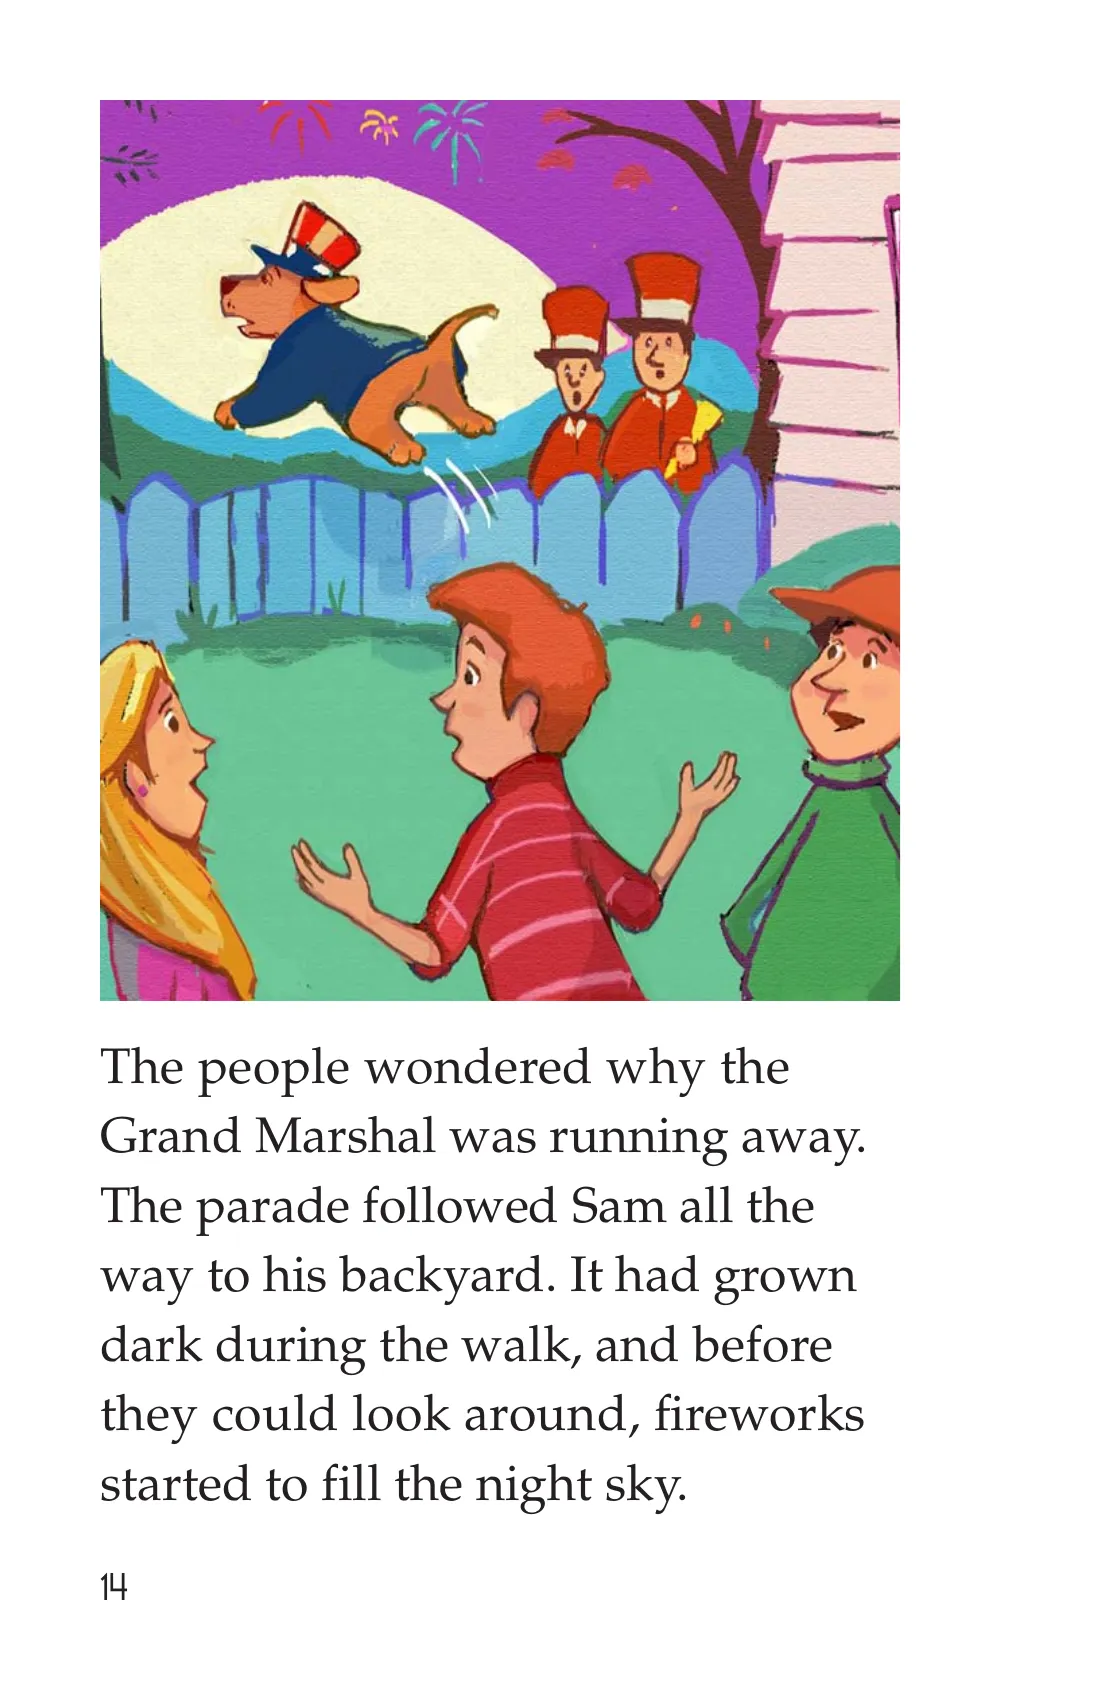 The people wondered why the
Grand Marshal was running away.
The parade followed Sam all the
way to his backyard. It had grown
dark during the walk, and before
they could look around, fireworks
started to fill the night sky.
14